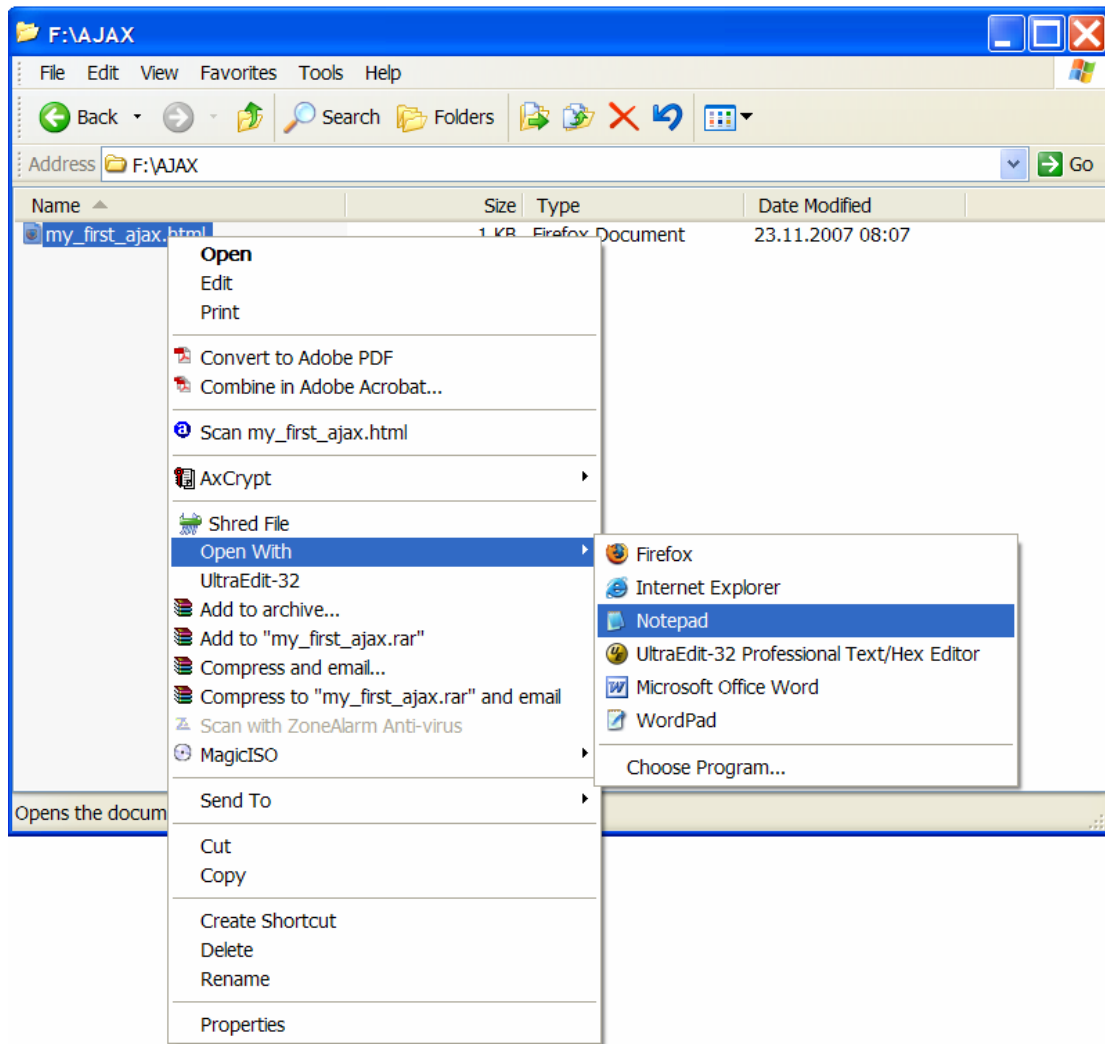 F:\AJAX
File Edit View Favorites Tools Help
Back Search Folders
Address F:\AJAX Go
Name Size Type Date Modified
my_first_ajax.html 1 KB Firefox Document 23.11.2007 08:07
Open
Edit
Print
Convert to Adobe PDF
Combine in Adobe Acrobat...
Scan my_first_ajax.html
AxCrypt
Shred File
Open With
UltraEdit-32
Add to archive...
Add to "my_first_ajax.rar"
Compress and email...
Compress to "my_first_ajax.rar" and email
Scan with ZoneAlarm Anti-virus
MagicISO
Send To
Cut
Copy
Create Shortcut
Delete
Rename
Properties
Firefox
Internet Explorer
Notepad
UltraEdit-32 Professional Text/Hex Editor
Microsoft Office Word
WordPad
Choose Program...
Opens the docum